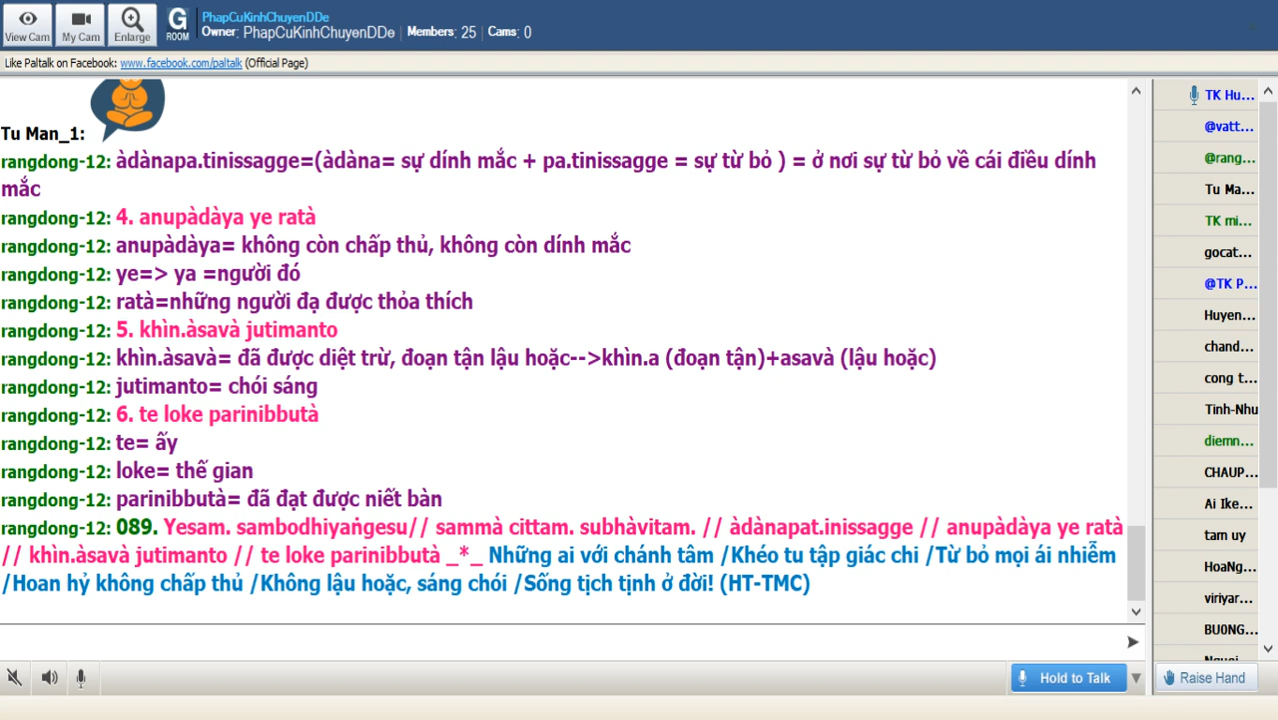 View Cam
My Cam
Enlarge
G
ROOM
PhapCuKinhChuyenDDe
Owner: PhapCuKinhChuyenDDe Members: 25 Cams: 0
Like Paltalk on Facebook: www.facebook.com/paltalk (Official Page)
Tu Man_1:
rangdong-12: àdànapa.tinissagge=(àdàna= sự dính mắc + pa.tinissagge = sự từ bỏ ) = ở nơi sự từ bỏ về cái điều dính
mắc
rangdong-12: 4. anupàdàya ye ratà
rangdong-12: anupàdàya= không còn chấp thủ, không còn dính mắc
rangdong-12: ye=> ya =người đó
rangdong-12: ratà=những người đạ được thỏa thích
rangdong-12: 5. khìn.àsavà jutimanto
rangdong-12: khìn.àsavà= đã được diệt trừ, đoạn tận lậu hoặc-->khìn.a (đoạn tận)+asavà (lậu hoặc)
rangdong-12: jutimanto= chói sáng
rangdong-12: 6. te loke parinibbutà
rangdong-12: te= ấy
rangdong-12: loke= thế gian
rangdong-12: parinibbutà= đã đạt được niết bàn
rangdong-12: 089. Yesam. sambodhiyaṅgesu// sammà cittam. subhàvitam. // àdànapat.inissagge // anupàdàya ye ratà
// khìn.àsavà jutimanto // te loke parinibbutà _*_ Những ai với chánh tâm /Khéo tu tập giác chi /Từ bỏ mọi ái nhiễm
/Hoan hỷ không chấp thủ /Không lậu hoặc, sáng chói /Sống tịch tịnh ở đời! (HT-TMC)
TK Hu...
@vatt...
@rang...
Tu Ma...
TK mi...
gocat...
@TK P...
Huyen...
chand...
cong t...
Tinh-Nhu
diemn...
CHAUP...
Ai Ike...
tam uy
HoaNg...
viriyar...
BU0NG...
Hold to Talk
Raise Hand